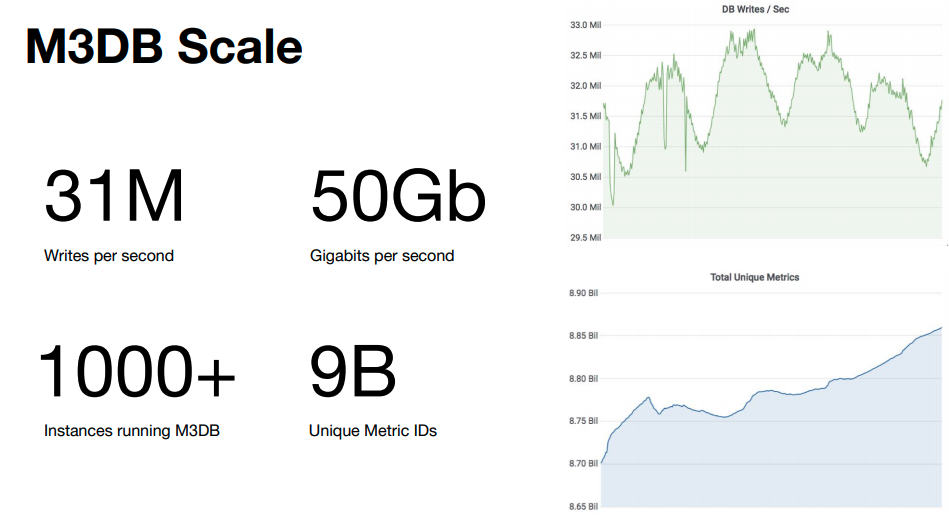 M3DB Scale
31M
Writes per second
50Gb
Gigabits per second
1000+
Instances running M3DB
9B
Unique Metric IDs
DB Writes / Sec
33.0 Mil
32.5 Mil
32.0 Mil
31.5 Mil
31.0 Mil
30.5 Mil
30.0 Mil
29.5 Mil
Total Unique Metrics
8.90 Bil
8.85 Bil
8.80 Bil
8.75 Bil
8.70 Bil
8.65 Bil